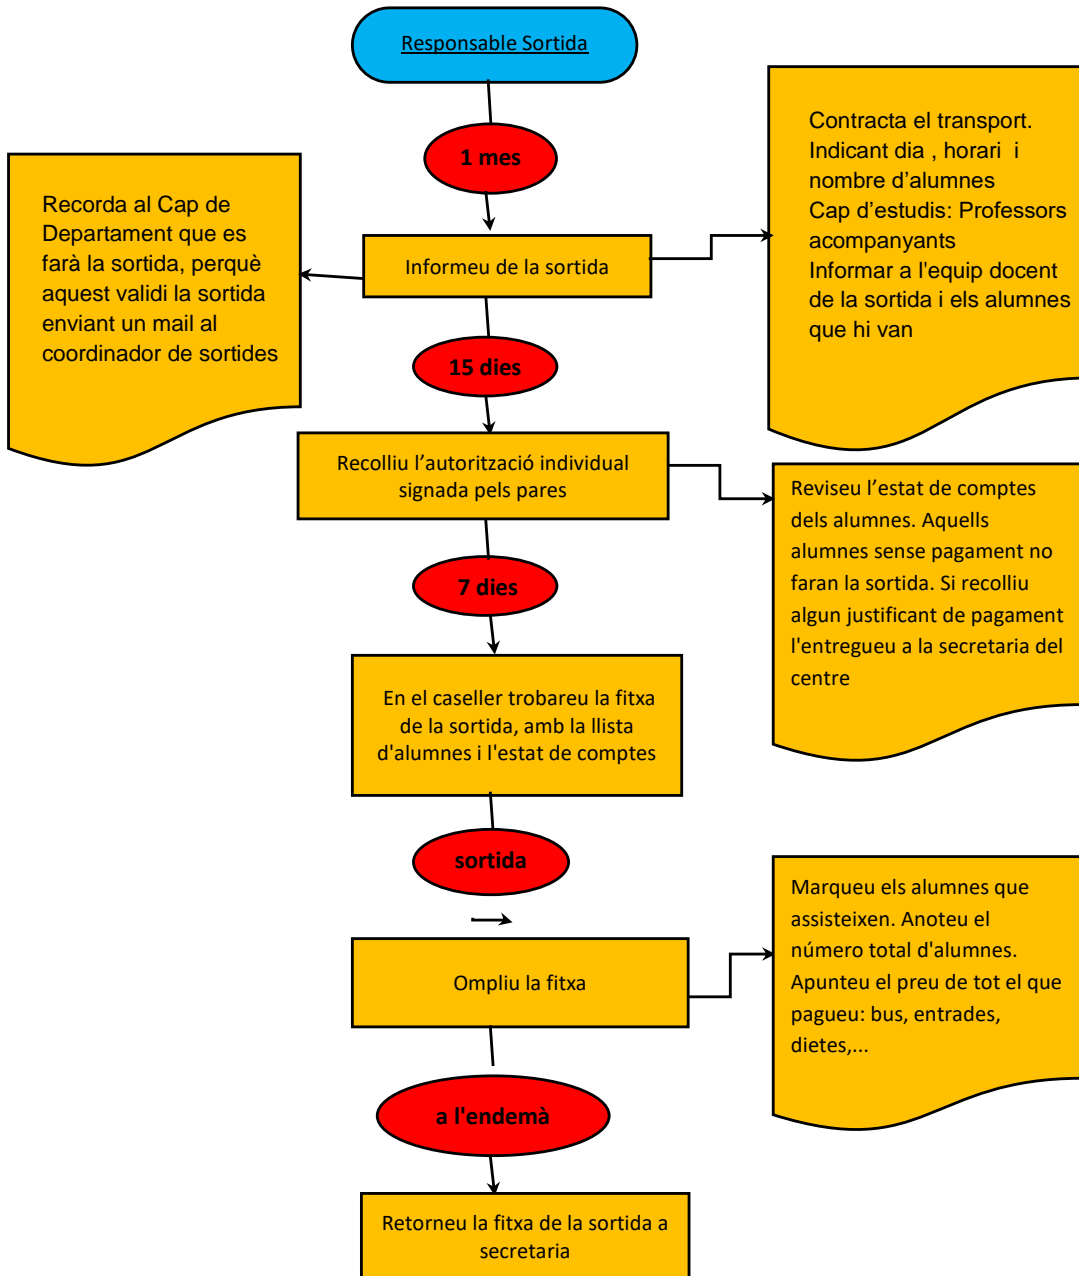 Responsable Sortida
1 mes
Contracta el transport.
Indicant dia , horari i
nombre d'alumnes
Cap d'estudis: Professors
acompanyants
Informar a l'equip docent
de la sortida i els alumnes
que hi van
Recorda al Cap de
Departament que es
farà la sortida, perquè
aquest validi la sortida
enviant un mail al
coordinador de sortides
Informeu de la sortida
15 dies
Recolliu l’autorització individual
signada pels pares
Reviseu l’estat de comptes
dels alumnes. Aquells
alumnes sense pagament no
faran la sortida. Si recolliu
algun justificant de pagament
l'entregueu a la secretaria del
centre
7 dies
En el caseller trobareu la fitxa
de la sortida, amb la llista
d'alumnes i l'estat de comptes
sortida
Marqueu els alumnes que
assisteixen. Anoteu el
número total d'alumnes.
Apunteu el preu de tot el que
pagueu: bus, entrades,
dietes,...
Ompliu la fitxa
a l'endemà
Retorneu la fitxa de la sortida a
secretaria